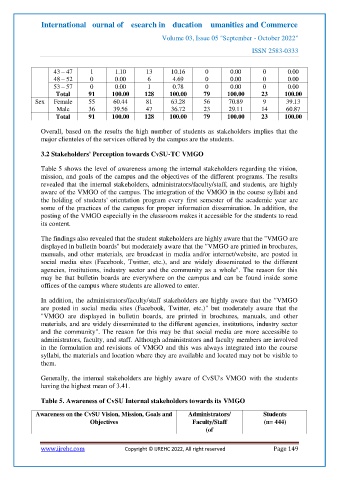 International ournal of esearch in ducation umanities and Commerce
Volume 03, Issue 05 "September - October 2022"
ISSN 2583-0333
43 – 47 1 1.10 13 10.16 0 0.00 0 0.00
48 – 52 0 0.00 6 4.69 0 0.00 0 0.00
53 – 57 0 0.00 1 0.78 0 0.00 0 0.00
Total 91 100.00 128 100.00 79 100.00 23 100.00
Sex Female 55 60.44 81 63.28 56 70.89 9 39.13
Male 36 39.56 47 36.72 23 29.11 14 60.87
Total 91 100.00 128 100.00 79 100.00 23 100.00
Overall, based on the results the high number of students as stakeholders implies that the
major clienteles of the services offered by the campus are the students.
3.2 Stakeholders' Perception towards CvSU-TC VMGO
Table 5 shows the level of awareness among the internal stakeholders regarding the vision,
mission, and goals of the campus and the objectives of the different programs. The results
revealed that the internal stakeholders, administrators/faculty/staff, and students, are highly
aware of the VMGO of the campus. The integration of the VMGO in the course syllabi and
the holding of students' orientation program every first semester of the academic year are
some of the practices of the campus for proper information dissemination. In addition, the
posting of the VMGO especially in the classroom makes it accessible for the students to read
its content.
The findings also revealed that the student stakeholders are highly aware that the "VMGO are
displayed in bulletin boards" but moderately aware that the "VMGO are printed in brochures,
manuals, and other materials, are broadcast in media and/or internet/website, are posted in
social media sites (Facebook, Twitter, etc.), and are widely disseminated to the different
agencies, institutions, industry sector and the community as a whole". The reason for this
may be that bulletin boards are everywhere on the campus and can be found inside some
offices of the campus where students are allowed to enter.
In addition, the administrators/faculty/staff stakeholders are highly aware that the "VMGO
are posted in social media sites (Facebook, Twitter, etc.)" but moderately aware that the
"VMGO are displayed in bulletin boards, are printed in brochures, manuals, and other
materials, and are widely disseminated to the different agencies, institutions, industry sector
and the community". The reason for this may be that social media are more accessible to
administrators, faculty, and staff. Although administrators and faculty members are involved
in the formulation and revisions of VMGO and this was always integrated into the course
syllabi, the materials and location where they are available and located may not be visible to
them.
Generally, the internal stakeholders are highly aware of CvSU's VMGO with the students
having the highest mean of 3.41.
Table 5. Awareness of CvSU Internal stakeholders towards its VMGO
Awareness on the CvSU Vision, Mission, Goals and Administrators/ Students
Objectives Faculty/Staff (n= 444)
(of
www.ijrehc.com Copyright © IJREHC 2022, All right reserved Page 149